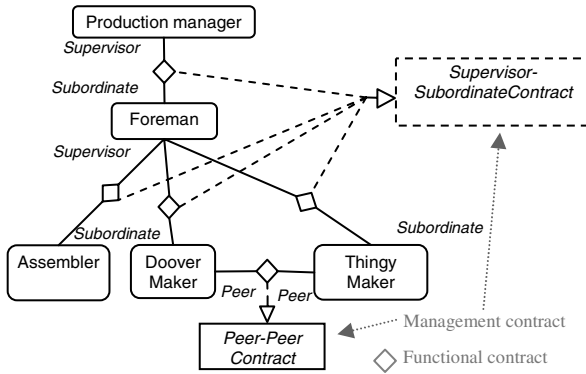 Production manager
Supervisor
Subordinate
Supervisor-
SubordinateContract
Foreman
Supervisor
Subordinate
Subordinate
Assembler
Doover
Maker
Thingy
Maker
Peer
Peer
Peer-Peer
Contract
Management contract
Functional contract